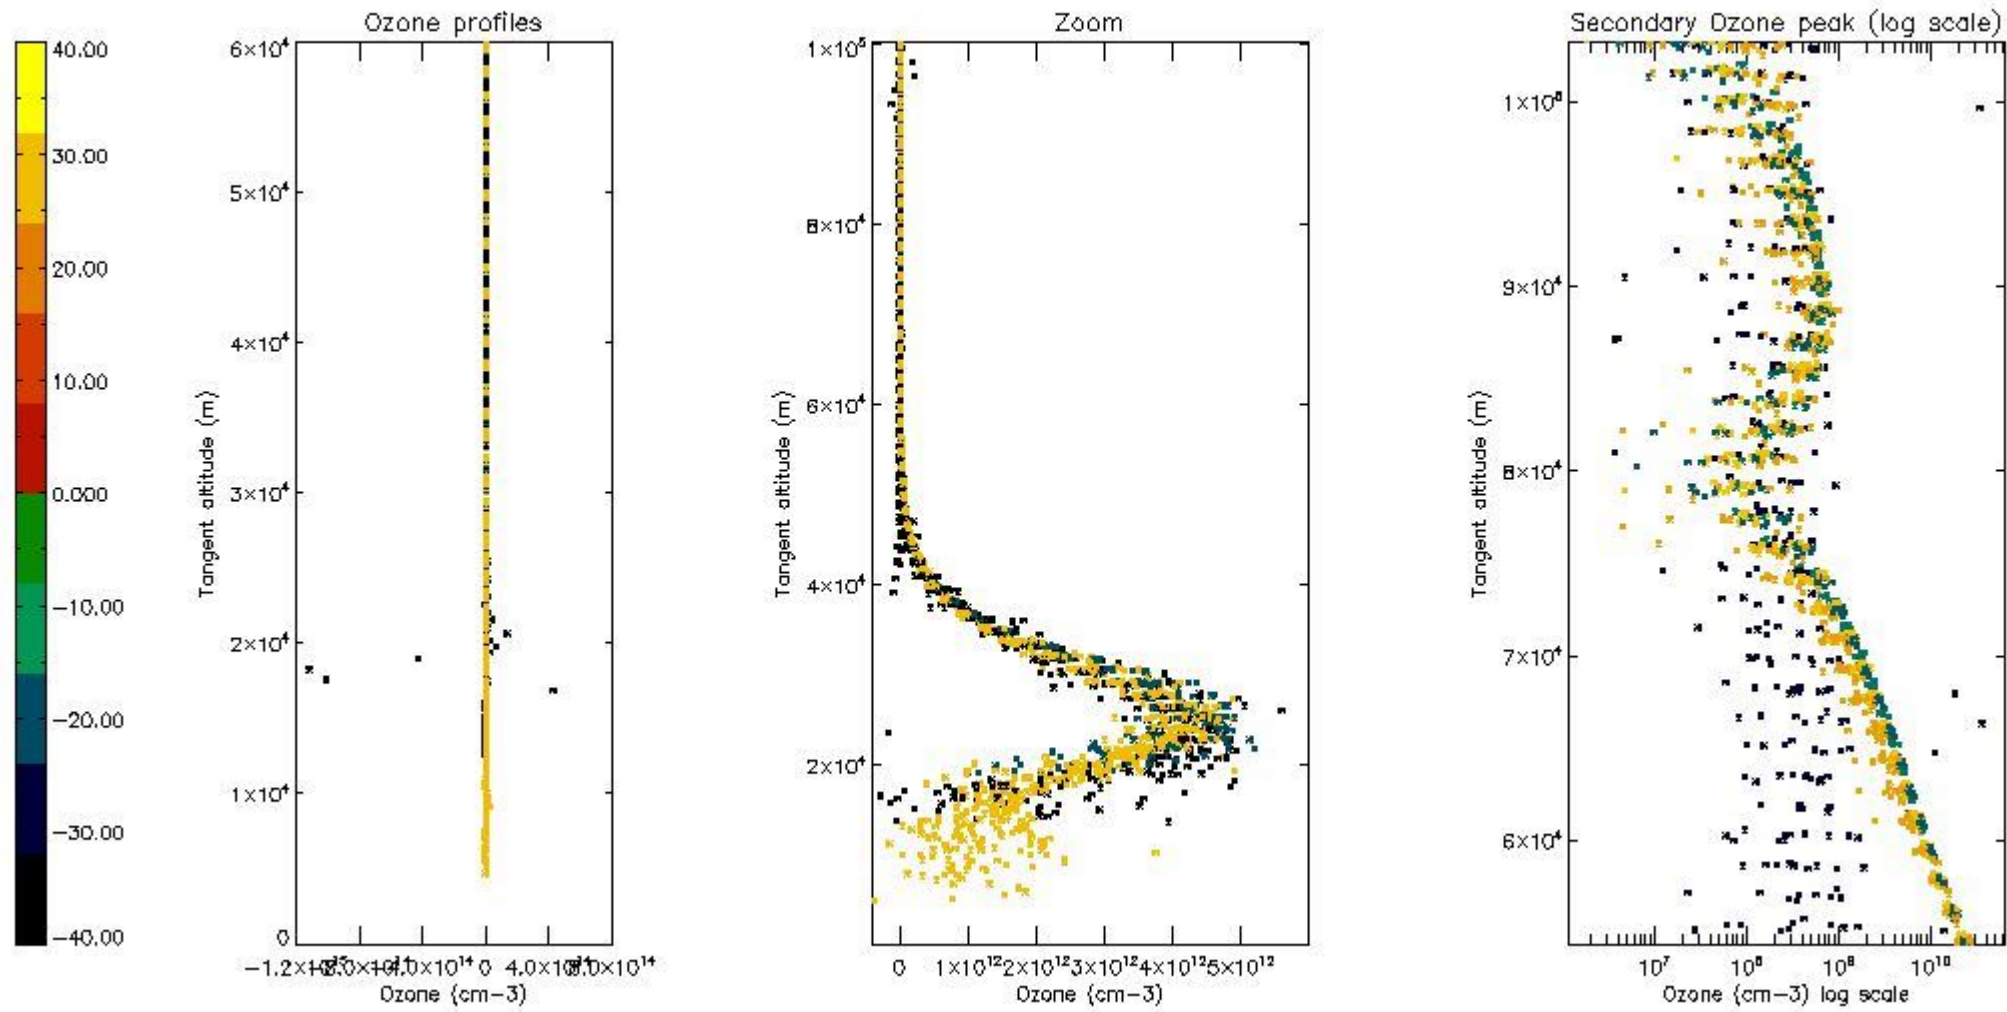 Ozone profiles
Zoom
Secondary Ozone peak (log scale)
40.00
30.00
20.00
10.00
-10.00
-20.00
-30.00
-40.00
6×10⁴
5×10⁴
4×10⁴
3×10⁴
2×10⁴
1×10⁴
0
Tangent altitude (m)
0
Ozone (cm-3)
1×10⁵
8×10⁴
6×10⁴
4×10⁴
2×10⁴
Tangent altitude (m)
0 1×10¹² 2×10¹² 3×10¹² 4×10¹² 5×10¹²
Ozone (cm-3)
1×10⁵
9×10⁴
8×10⁴
7×10⁴
6×10⁴
Tangent altitude (m)
10⁷ 10⁸ 10⁹ 10¹⁰
Ozone (cm-3) log scale